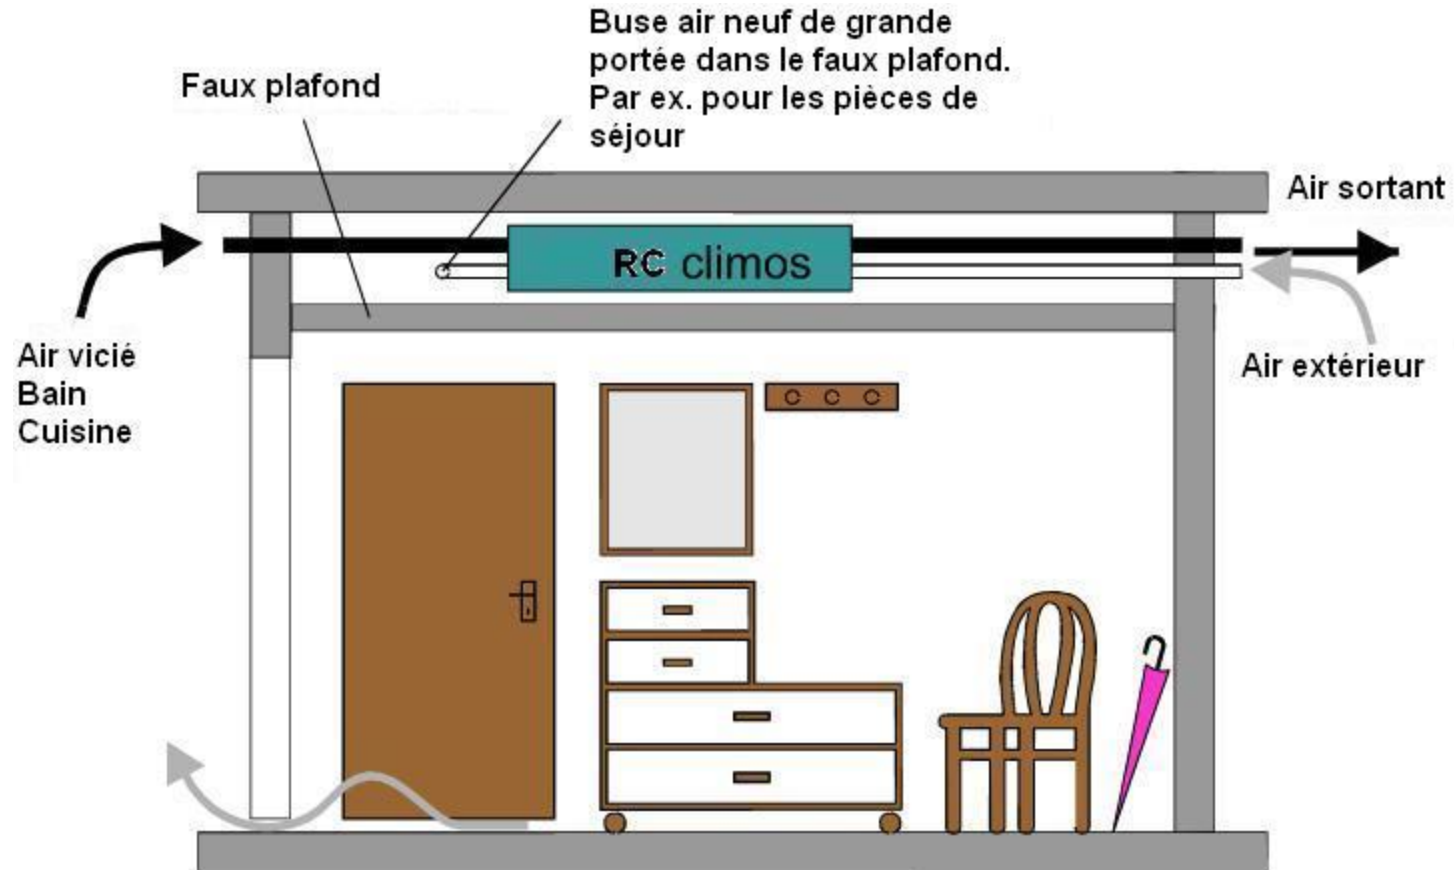 Buse air neuf de grande
portée dans le faux plafond.
Par ex. pour les pièces de
séjour
Faux plafond
Air sortant
RC climos
Air vicié
Bain
Cuisine
Air extérieur